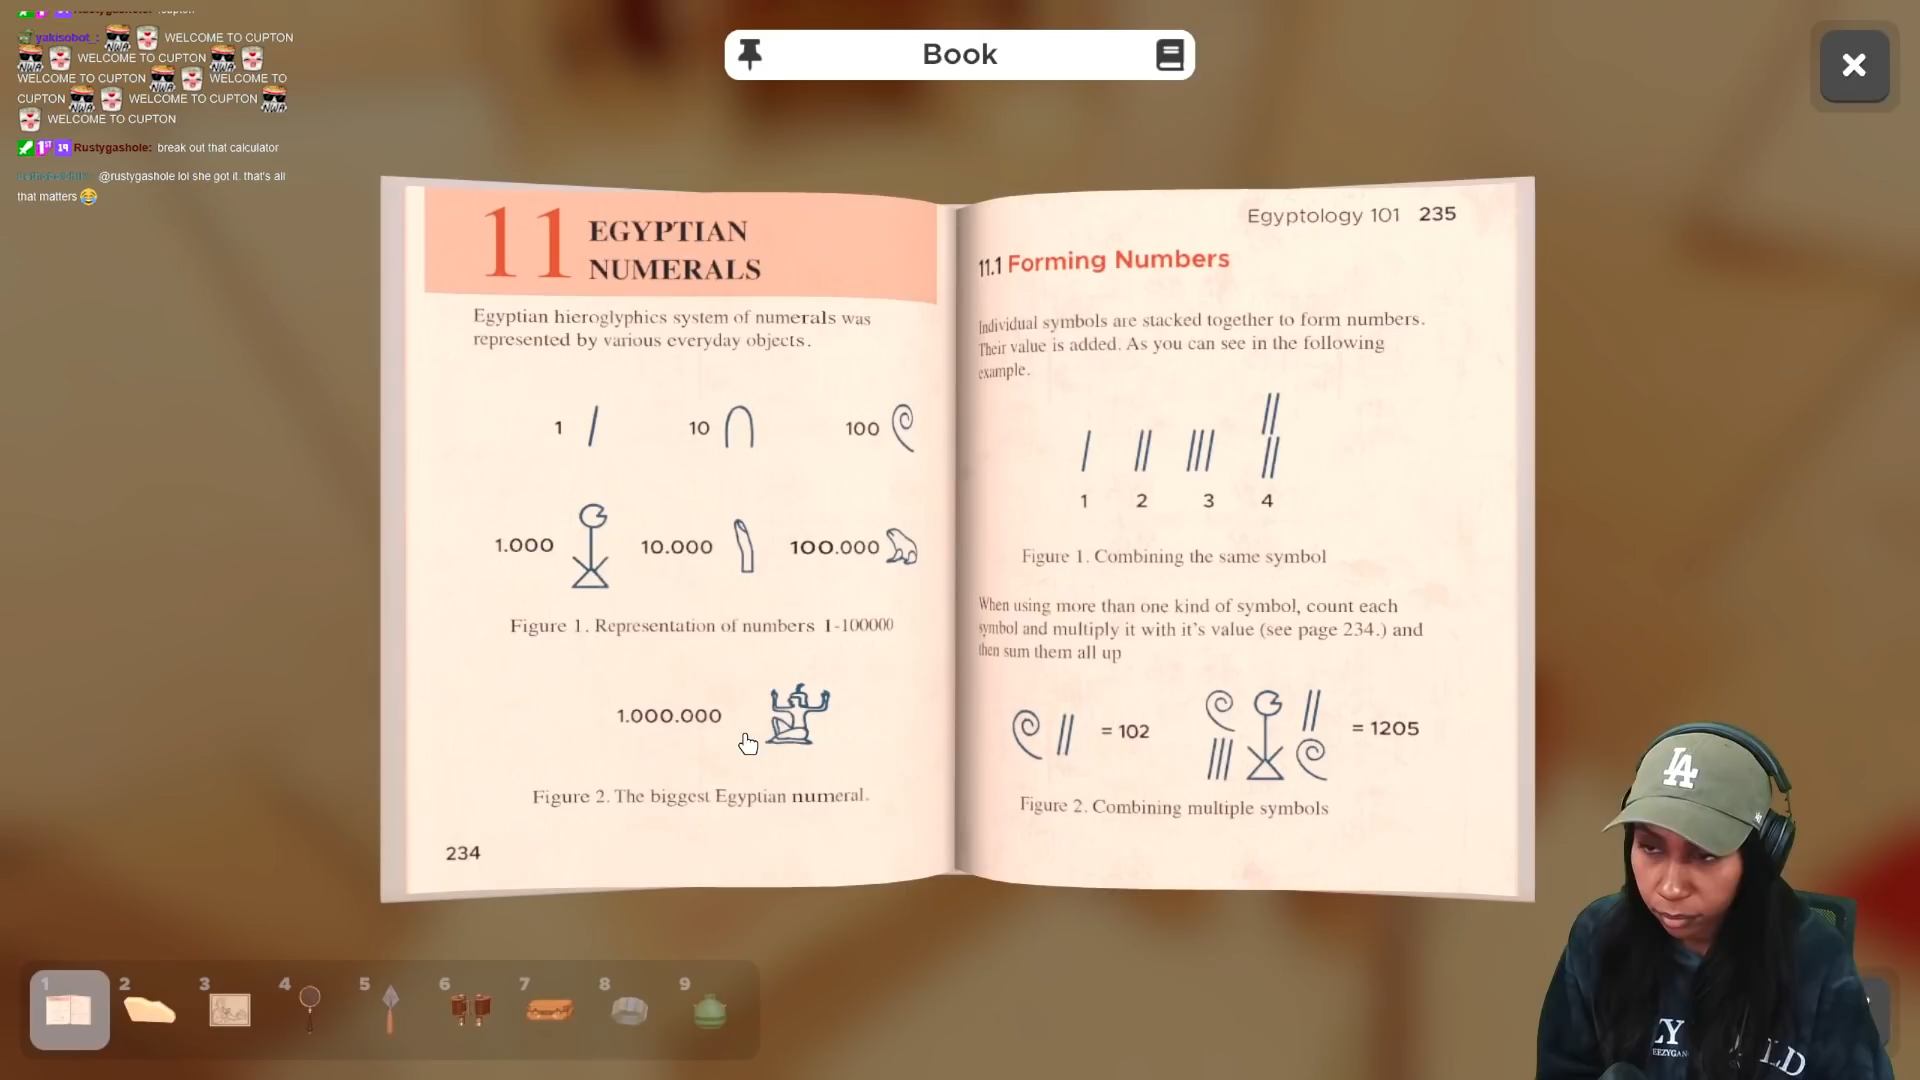 yakisobot_: WELCOME TO CUPTON
WELCOME TO CUPTON
WELCOME TO CUPTON WELCOME TO
CUPTON WELCOME TO CUPTON
WELCOME TO CUPTON
1ST 19 Rustygashole: break out that calculator
@rustygashole lol she got it. that's all
that matters
Book
11 EGYPTIAN
NUMERALS
Egyptian hieroglyphics system of numerals was
represented by various everyday objects.
1 10 100
1.000 10.000 100.000
Figure 1. Representation of numbers 1-100000
1.000.000
Figure 2. The biggest Egyptian numeral.
234
Egyptology 101 235
11.1 Forming Numbers
Individual symbols are stacked together to form numbers.
Their value is added. As you can see in the following
example.
1 2 3 4
Figure 1. Combining the same symbol
When using more than one kind of symbol, count each
symbol and multiply it with it's value (see page 234.) and
then sum them all up
= 102 = 1205
Figure 2. Combining multiple symbols
1 2 3 4 5 6 7 8 9
LA